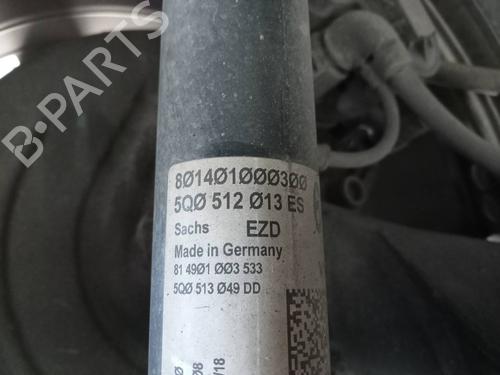 B-PARTS
8Ø14Ø1ØØØ3ØØ
5QØ 512 Ø13 ES
Sachs EZD
Made in Germany
81 49Ø1 ØØ3 533
5QØ 513 Ø49 DD
/18